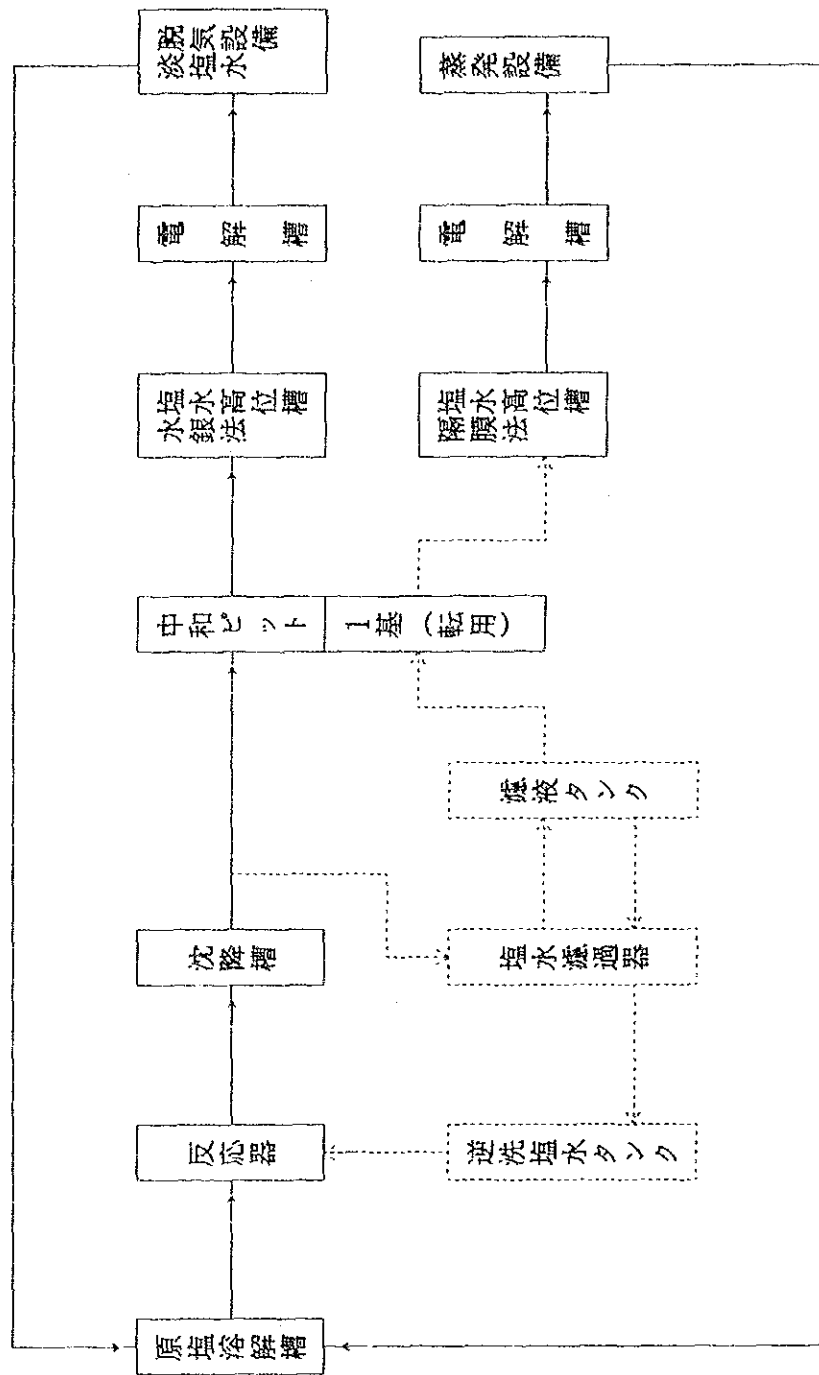 原塩溶解槽
反応器
沈降槽
中和ピット
1基（転用）
水銀法
塩水高位槽
電解槽
淡塩水
脱気設備
隔膜法
塩水高位槽
電解槽
蒸発設備
逆洗塩水タンク
塩水濾過器
濾液タンク